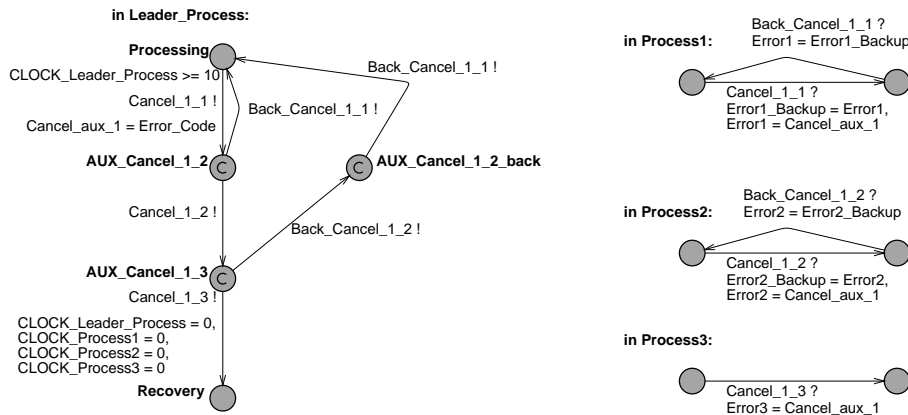 in Leader_Process:
Processing
CLOCK_Leader_Process >= 10
Cancel_1_1 !
Cancel_aux_1 = Error_Code
Back_Cancel_1_1 !
Back_Cancel_1_1 !
AUX_Cancel_1_2
C
C
AUX_Cancel_1_2_back
Cancel_1_2 !
Back_Cancel_1_2 !
AUX_Cancel_1_3
C
Cancel_1_3 !
CLOCK_Leader_Process = 0,
CLOCK_Process1 = 0,
CLOCK_Process2 = 0,
CLOCK_Process3 = 0
Recovery
in Process1:
Back_Cancel_1_1 ?
Error1 = Error1_Backup
Cancel_1_1 ?
Error1_Backup = Error1,
Error1 = Cancel_aux_1
in Process2:
Back_Cancel_1_2 ?
Error2 = Error2_Backup
Cancel_1_2 ?
Error2_Backup = Error2,
Error2 = Cancel_aux_1
in Process3:
Cancel_1_3 ?
Error3 = Cancel_aux_1